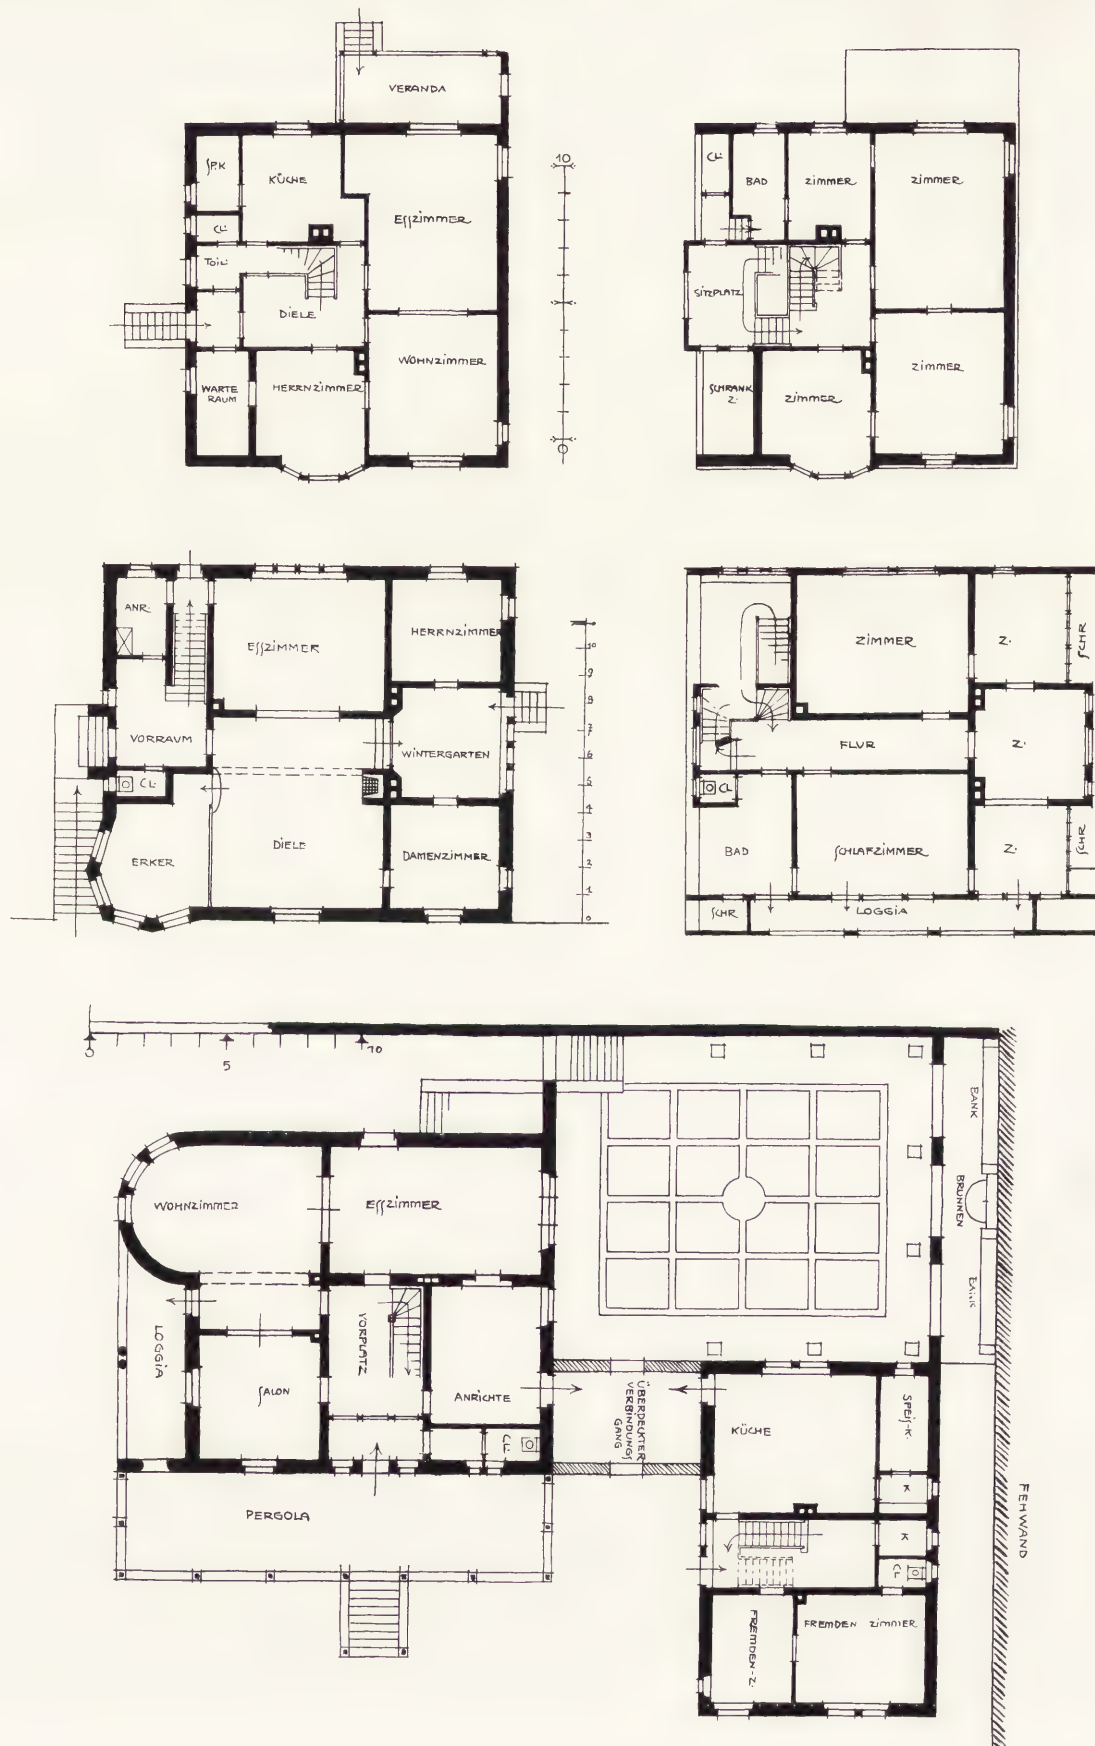 VERANDA
SP.K
KÜCHE
ESSZIMMER
CL.
TOIL.
DIELE
WOHNZIMMER
WARTE
RAUM
HERRNZIMMER
10
0
CL.
BAD
ZIMMER
ZIMMER
SITZPLATZ
ZIMMER
SCHRANK
Z.
ZIMMER
ANR.
ESSZIMMER
HERRNZIMMER
VORRAUM
WINTERGARTEN
CL.
ERKER
DIELE
DAMENZIMMER
10
9
8
7
6
5
4
3
2
1
0
ZIMMER
Z.
SCHR
FLUR
Z.
CL
BAD
SCHLAFZIMMER
Z.
SCHR
SCHR
LOGGIA
0
5
10
WOHNZIMMER
ESSZIMMER
LOGGIA
SALON
VORPLATZ
ANRICHTE
CL.
PERGOLA
BANK
BRUNNEN
BANK
ÜBERDECKTER
VERBINDUNGS
GANG
KÜCHE
SPEIS-K.
K
K
CL
FREMDEN-Z.
FREMDEN ZIMMER
FEHWAND